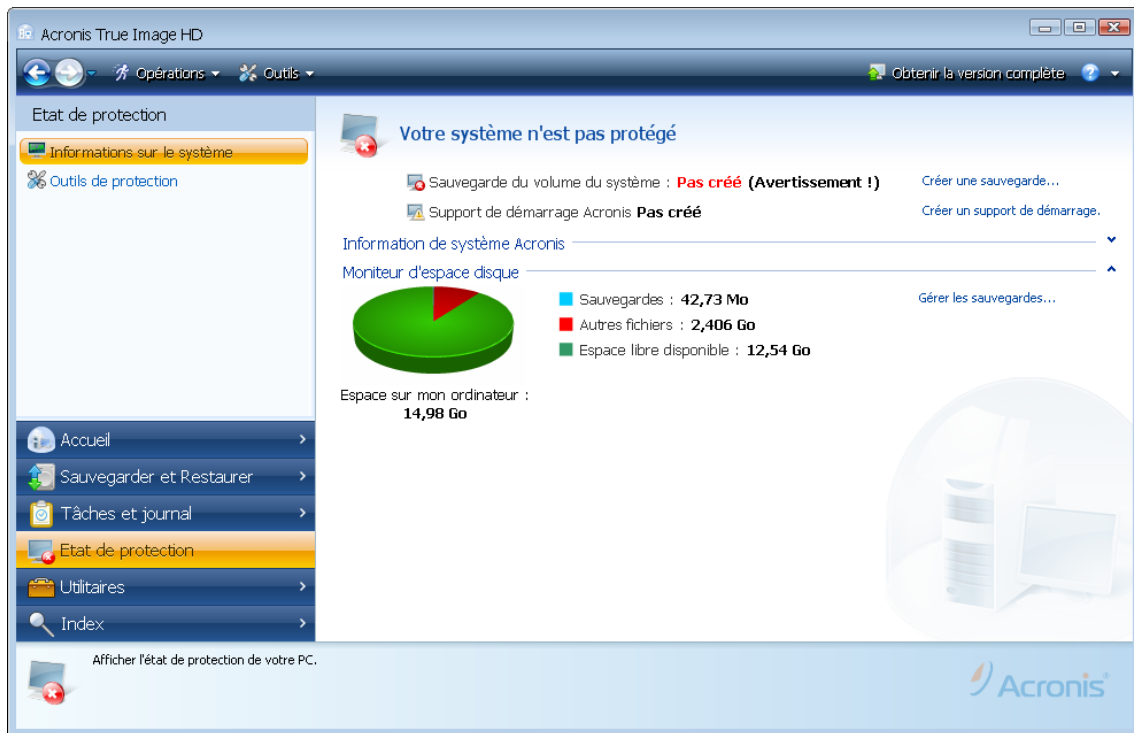 Acronis True Image HD
Opérations
Outils
Obtenir la version complète
Etat de protection
Informations sur le système
Outils de protection
Votre système n'est pas protégé
Sauvegarde du volume du système : Pas créé (Avertissement !)
Créer une sauvegarde...
Support de démarrage Acronis Pas créé
Créer un support de démarrage.
Information de système Acronis
Moniteur d'espace disque
Sauvegardes : 42,73 Mo
Gérer les sauvegardes...
Autres fichiers : 2,406 Go
Espace libre disponible : 12,54 Go
Espace sur mon ordinateur :
14,98 Go
Accueil
Sauvegarder et Restaurer
Tâches et journal
Etat de protection
Utilitaires
Index
Afficher l'état de protection de votre PC.
Acronis